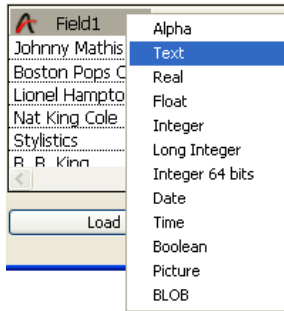 Field1
Johnny Mathis
Boston Pops
Lionel Hampto
Nat King Cole
Stylistics
B. B. King
Load
Alpha
Text
Real
Float
Integer
Long Integer
Integer 64 bits
Date
Time
Boolean
Picture
BLOB